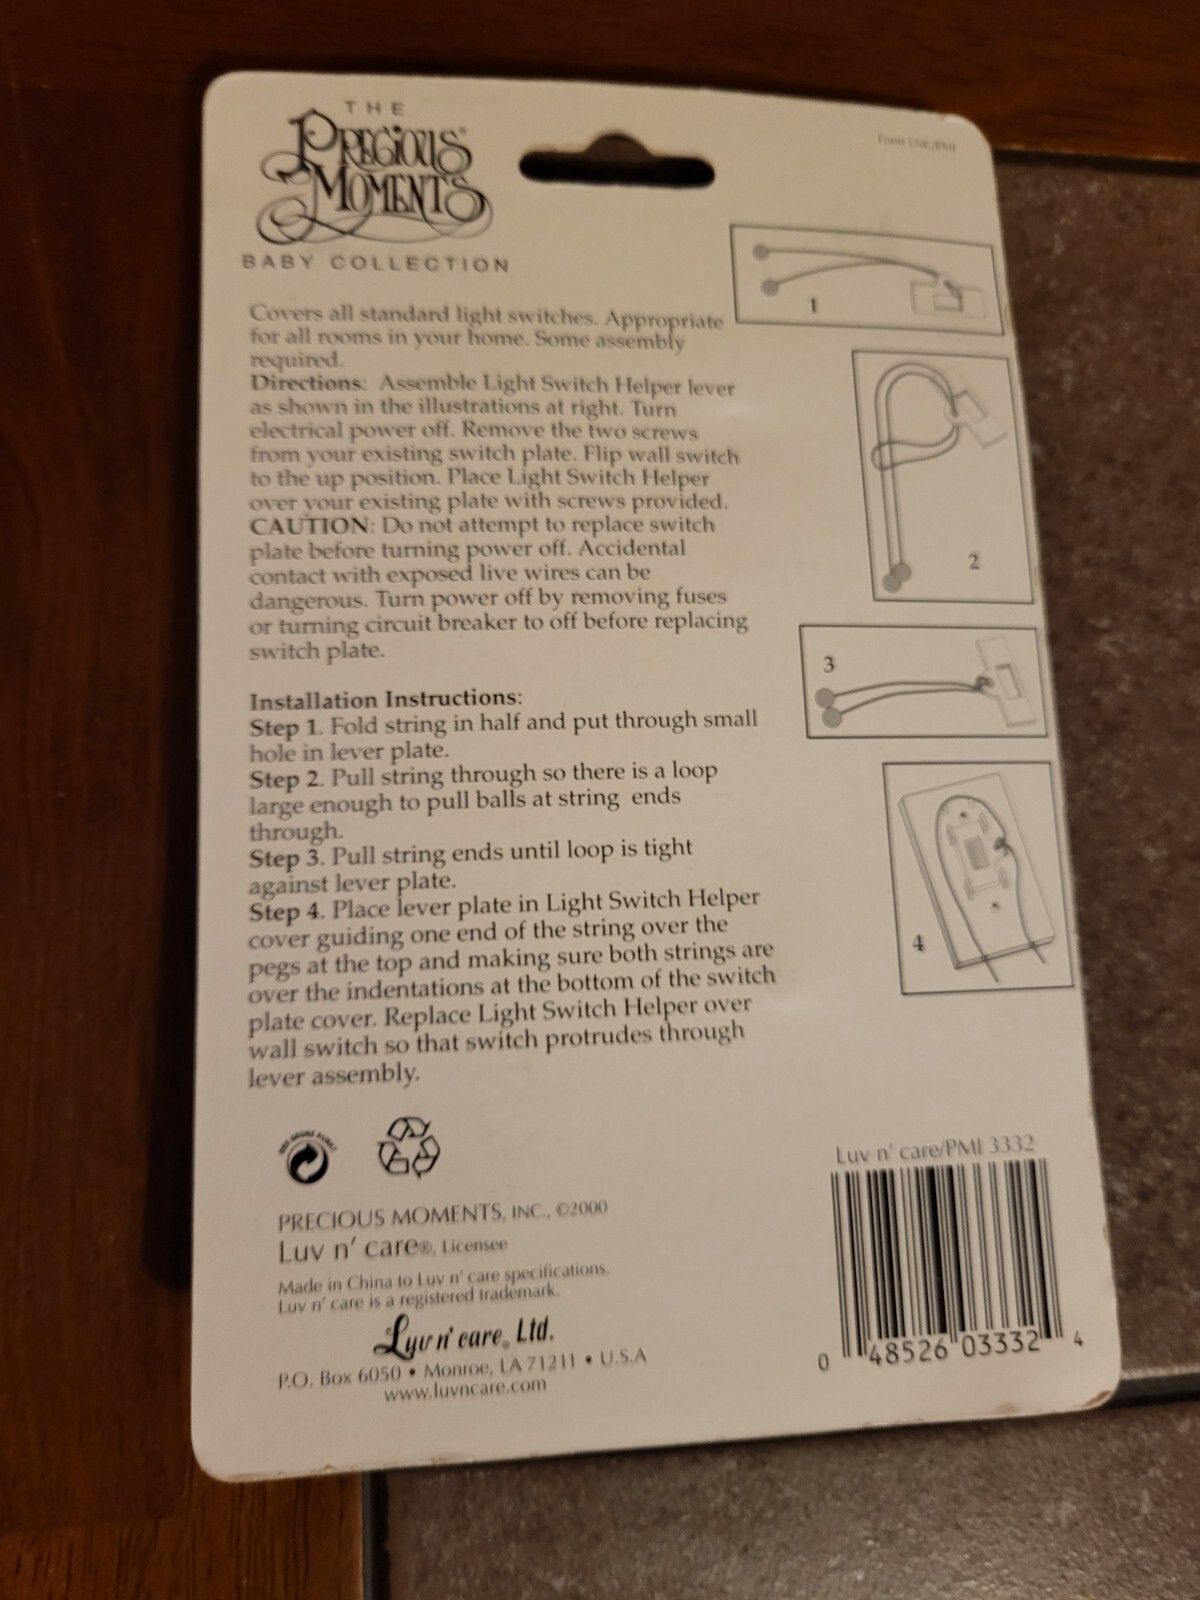 THE
PRECIOUS
MOMENTS
BABY COLLECTION
Form LNC/PMI
Covers all standard light switches. Appropriate
for all rooms in your home. Some assembly
required.
Directions: Assemble Light Switch Helper lever
as shown in the illustrations at right. Turn
electrical power off. Remove the two screws
from your existing switch plate. Flip wall switch
to the up position. Place Light Switch Helper
over your existing plate with screws provided.
CAUTION: Do not attempt to replace switch
plate before turning power off. Accidental
contact with exposed live wires can be
dangerous. Turn power off by removing fuses
or turning circuit breaker to off before replacing
switch plate.
Installation Instructions:
Step 1. Fold string in half and put through small
hole in lever plate.
Step 2. Pull string through so there is a loop
large enough to pull balls at string ends
through.
Step 3. Pull string ends until loop is tight
against lever plate.
Step 4. Place lever plate in Light Switch Helper
cover guiding one end of the string over the
pegs at the top and making sure both strings are
over the indentations at the bottom of the switch
plate cover. Replace Light Switch Helper over
wall switch so that switch protrudes through
lever assembly.
1
2
3
4
PRECIOUS MOMENTS, INC., ©2000
Luv n' care®, Licensee
Made in China to Luv n' care specifications.
Luv n' care is a registered trademark.
Luv n' care® Ltd.
P.O. Box 6050 • Monroe, LA 71211 • U.S.A
www.luvncare.com
Luv n' care/PMI 3332
0 48526 03332 4